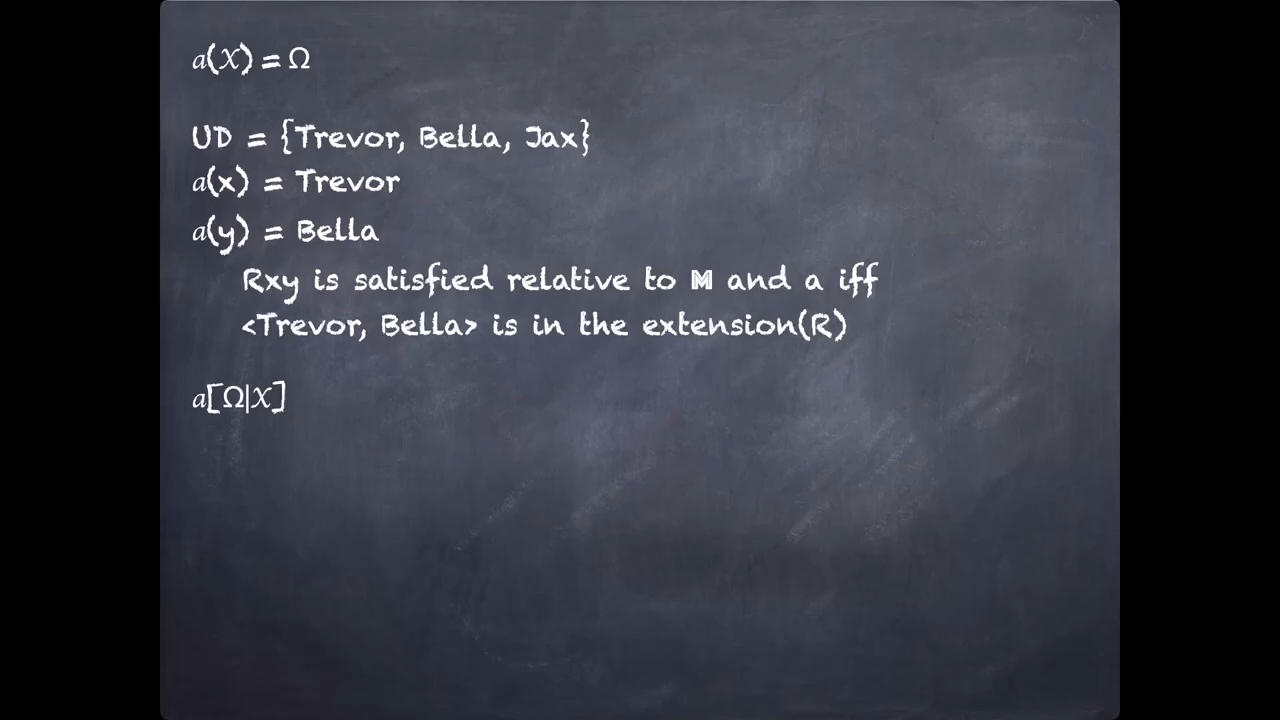 a(X) = Ω
UD = {Trevor, Bella, Jax}
a(x) = Trevor
a(y) = Bella
Rxy is satisfied relative to 𝕄 and a iff
<Trevor, Bella> is in the extension(R)
a[Ω|X]